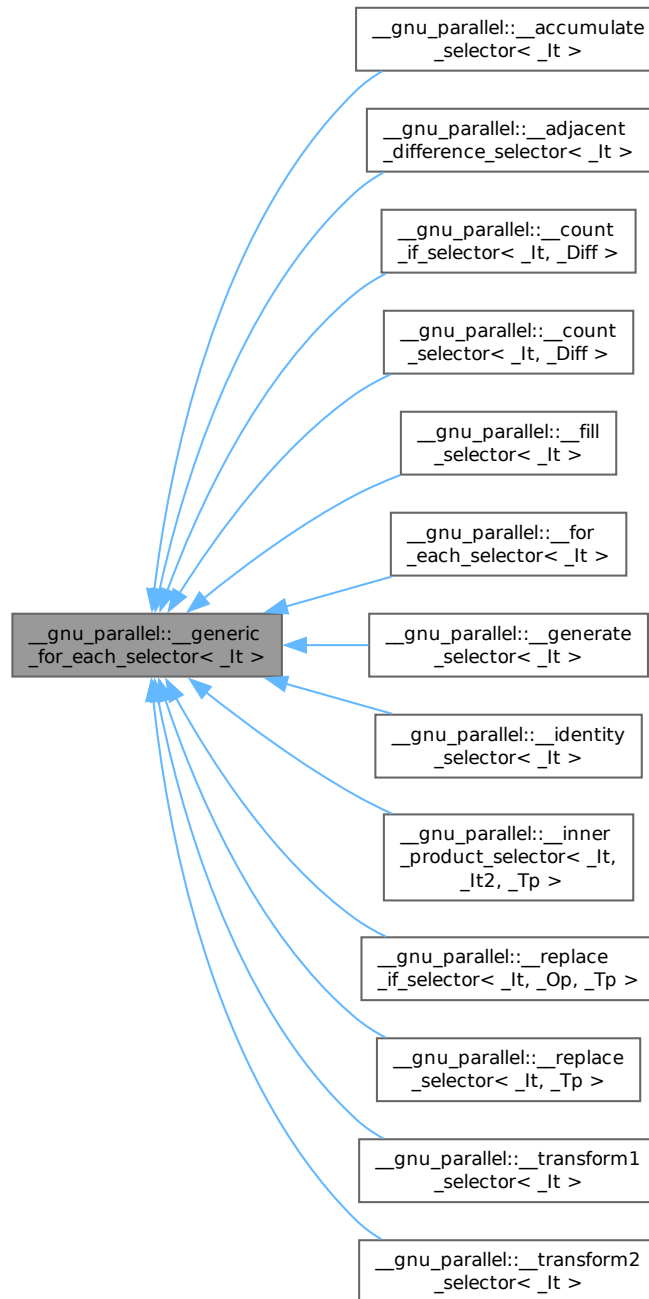 __gnu_parallel::__accumulate
_selector< _It >
__gnu_parallel::__adjacent
_difference_selector< _It >
__gnu_parallel::__count
_if_selector< _It, _Diff >
__gnu_parallel::__count
_selector< _It, _Diff >
__gnu_parallel::__fill
_selector< _It >
__gnu_parallel::__for
_each_selector< _It >
__gnu_parallel::__generic
_for_each_selector< _It >
__gnu_parallel::__generate
_selector< _It >
__gnu_parallel::__identity
_selector< _It >
__gnu_parallel::__inner
_product_selector< _It,
_It2, _Tp >
__gnu_parallel::__replace
_if_selector< _It, _Op, _Tp >
__gnu_parallel::__replace
_selector< _It, _Tp >
__gnu_parallel::__transform1
_selector< _It >
__gnu_parallel::__transform2
_selector< _It >